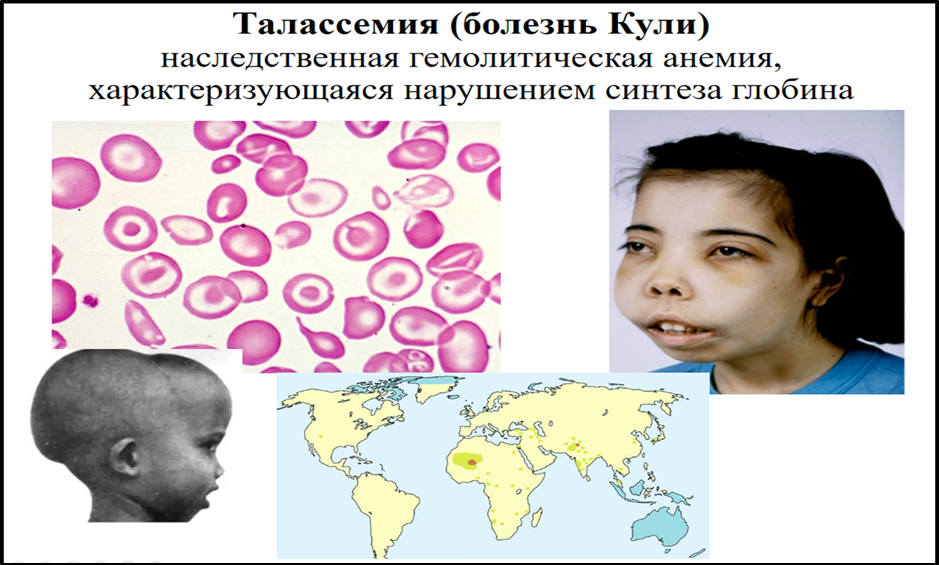 Талассемия (болезнь Кули)
наследственная гемолитическая анемия,
характеризующаяся нарушением синтеза глобина